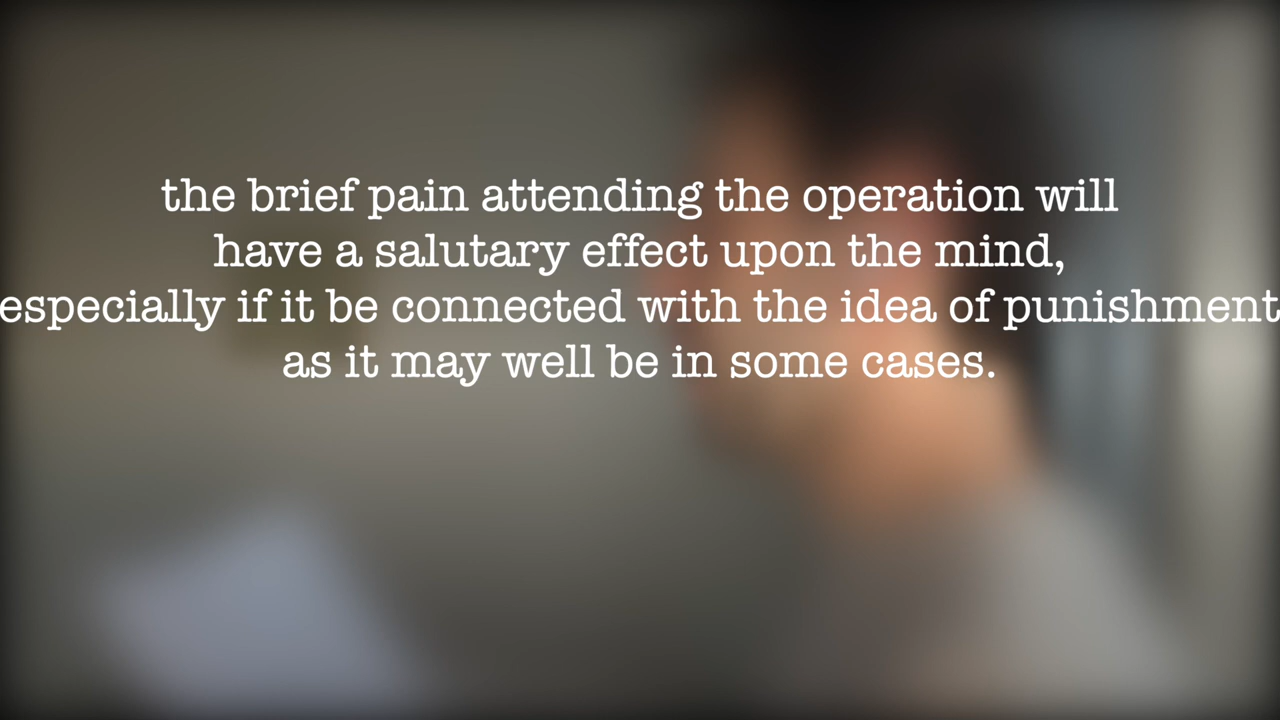 the brief pain attending the operation will
have a salutary effect upon the mind,
especially if it be connected with the idea of punishment
as it may well be in some cases.